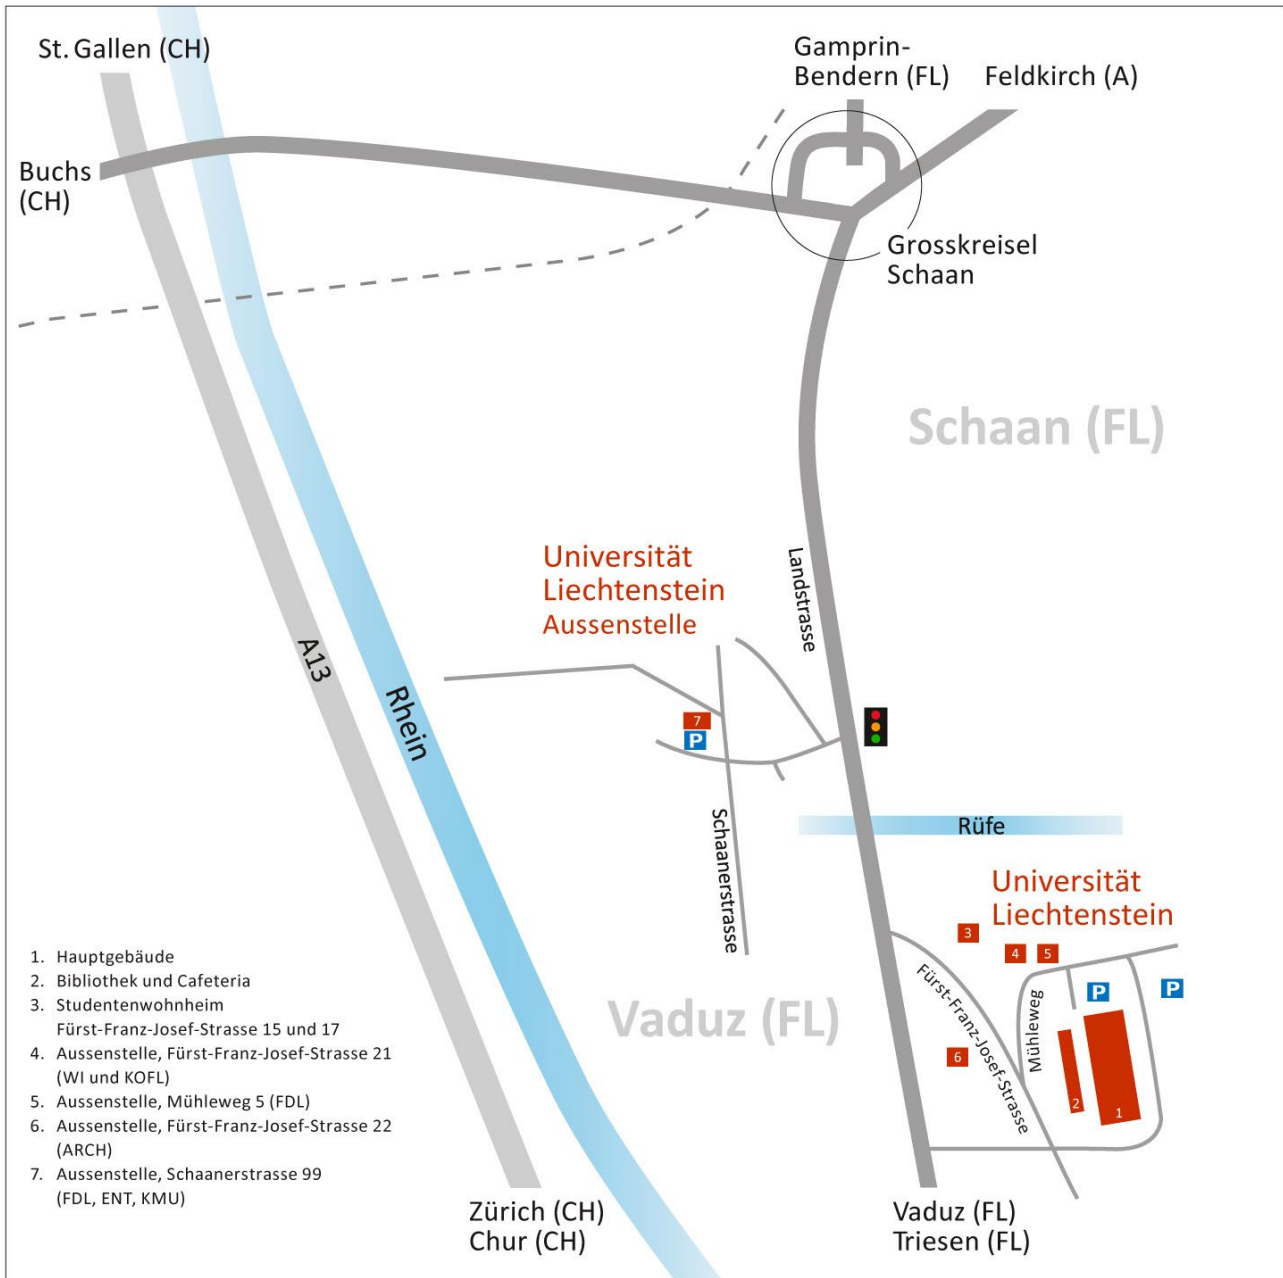 St. Gallen (CH)
Gamprin-
Bendern (FL)
Feldkirch (A)
Buchs
(CH)
Grosskreisel
Schaan
Schaan (FL)
Universität
Liechtenstein
Aussenstelle
Landstrasse
A13
Rhein
7
P
Schaanerstrasse
Rüfe
Universität
Liechtenstein
3
4
5
P
P
Fürst-Franz-Josef-Strasse
Mühleweg
6
2
1
Vaduz (FL)
1. Hauptgebäude
2. Bibliothek und Cafeteria
3. Studentenwohnheim
Fürst-Franz-Josef-Strasse 15 und 17
4. Aussenstelle, Fürst-Franz-Josef-Strasse 21
(WI und KOFL)
5. Aussenstelle, Mühleweg 5 (FDL)
6. Aussenstelle, Fürst-Franz-Josef-Strasse 22
(ARCH)
7. Aussenstelle, Schaanerstrasse 99
(FDL, ENT, KMU)
Zürich (CH)
Chur (CH)
Vaduz (FL)
Triesen (FL)